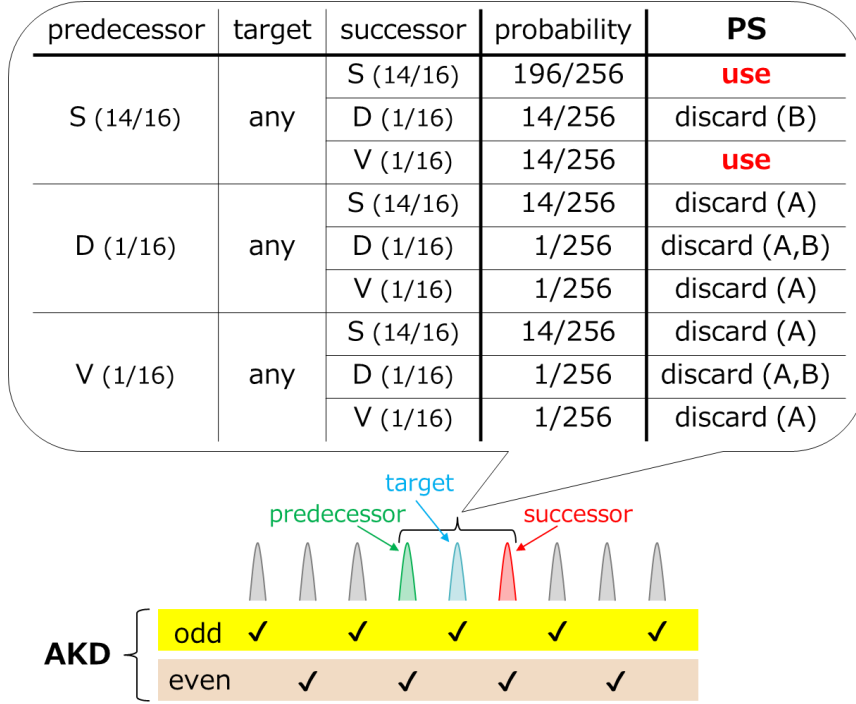 predecessor target successor probability PS
S (14/16) any S (14/16) 196/256 use
D (1/16) 14/256 discard (B)
V (1/16) 14/256 use
D (1/16) any S (14/16) 14/256 discard (A)
D (1/16) 1/256 discard (A,B)
V (1/16) 1/256 discard (A)
V (1/16) any S (14/16) 14/256 discard (A)
D (1/16) 1/256 discard (A,B)
V (1/16) 1/256 discard (A)
target
predecessor successor
AKD
odd ✓ ✓ ✓ ✓ ✓
even ✓ ✓ ✓ ✓